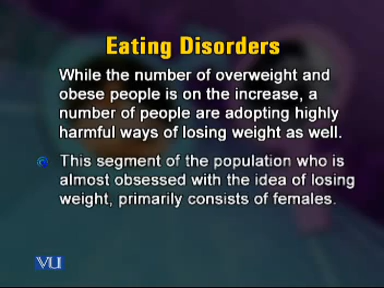 Eating Disorders
While the number of overweight and
obese people is on the increase, a
number of people are adopting highly
harmful ways of losing weight as well.
This segment of the population who is
almost obsessed with the idea of losing
weight, primarily consists of females.
VU